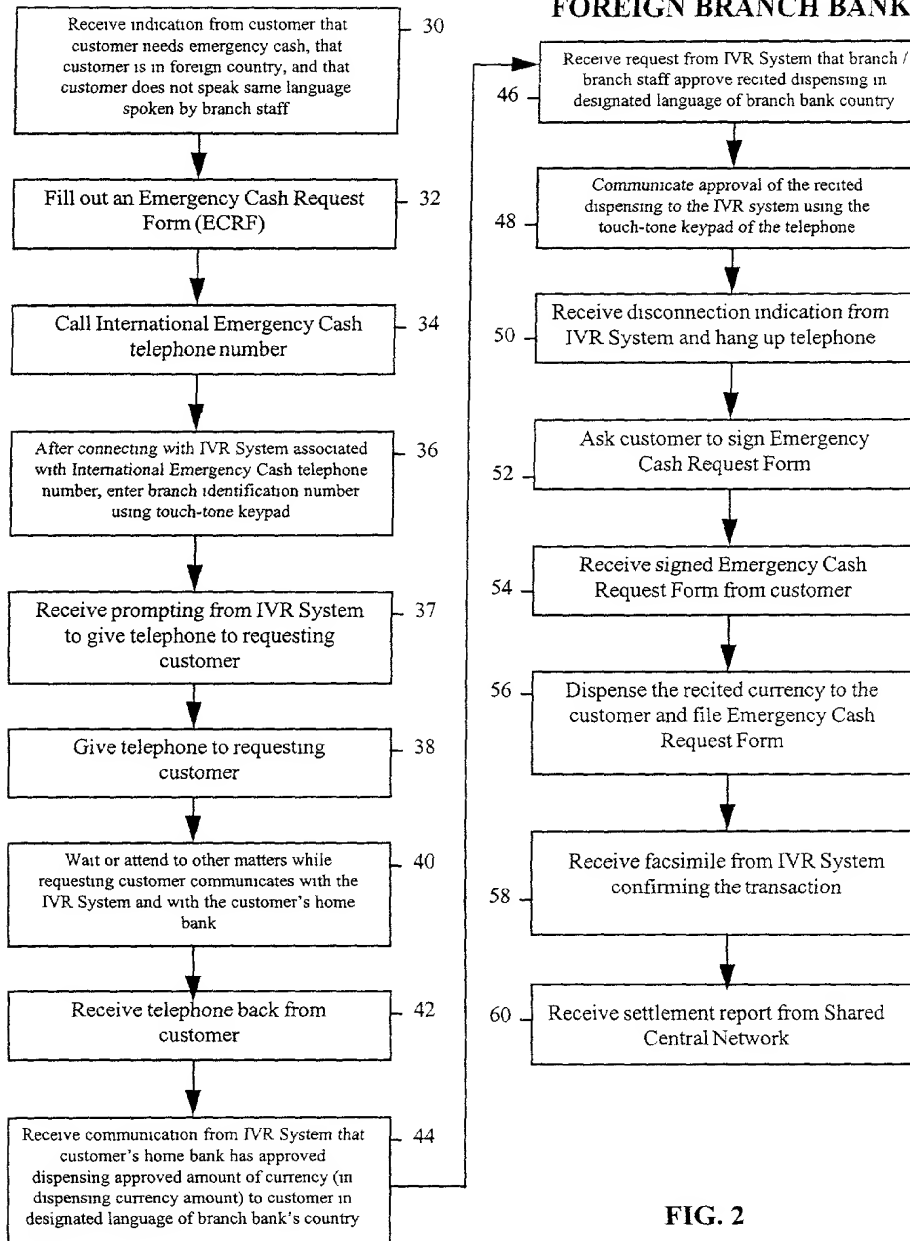 FOREIGN BRANCH BANK
Receive indication from customer that
customer needs emergency cash, that
customer is in foreign country, and that
customer does not speak same language
spoken by branch staff
30
Fill out an Emergency Cash Request
Form (ECRF)
32
Call International Emergency Cash
telephone number
34
After connecting with IVR System associated
with International Emergency Cash telephone
number, enter branch identification number
using touch-tone keypad
36
Receive prompting from IVR System
to give telephone to requesting
customer
37
Give telephone to requesting
customer
38
Wait or attend to other matters while
requesting customer communicates with the
IVR System and with the customer's home
bank
40
Receive telephone back from
customer
42
Receive communication from IVR System that
customer's home bank has approved
dispensing approved amount of currency (in
dispensing currency amount) to customer in
designated language of branch bank's country
44
Receive request from IVR System that branch /
branch staff approve recited dispensing in
designated language of branch bank country
46
Communicate approval of the recited
dispensing to the IVR system using the
touch-tone keypad of the telephone
48
Receive disconnection indication from
IVR System and hang up telephone
50
Ask customer to sign Emergency
Cash Request Form
52
Receive signed Emergency Cash
Request Form from customer
54
Dispense the recited currency to the
customer and file Emergency Cash
Request Form
56
Receive facsimile from IVR System
confirming the transaction
58
Receive settlement report from Shared
Central Network
60
FIG. 2